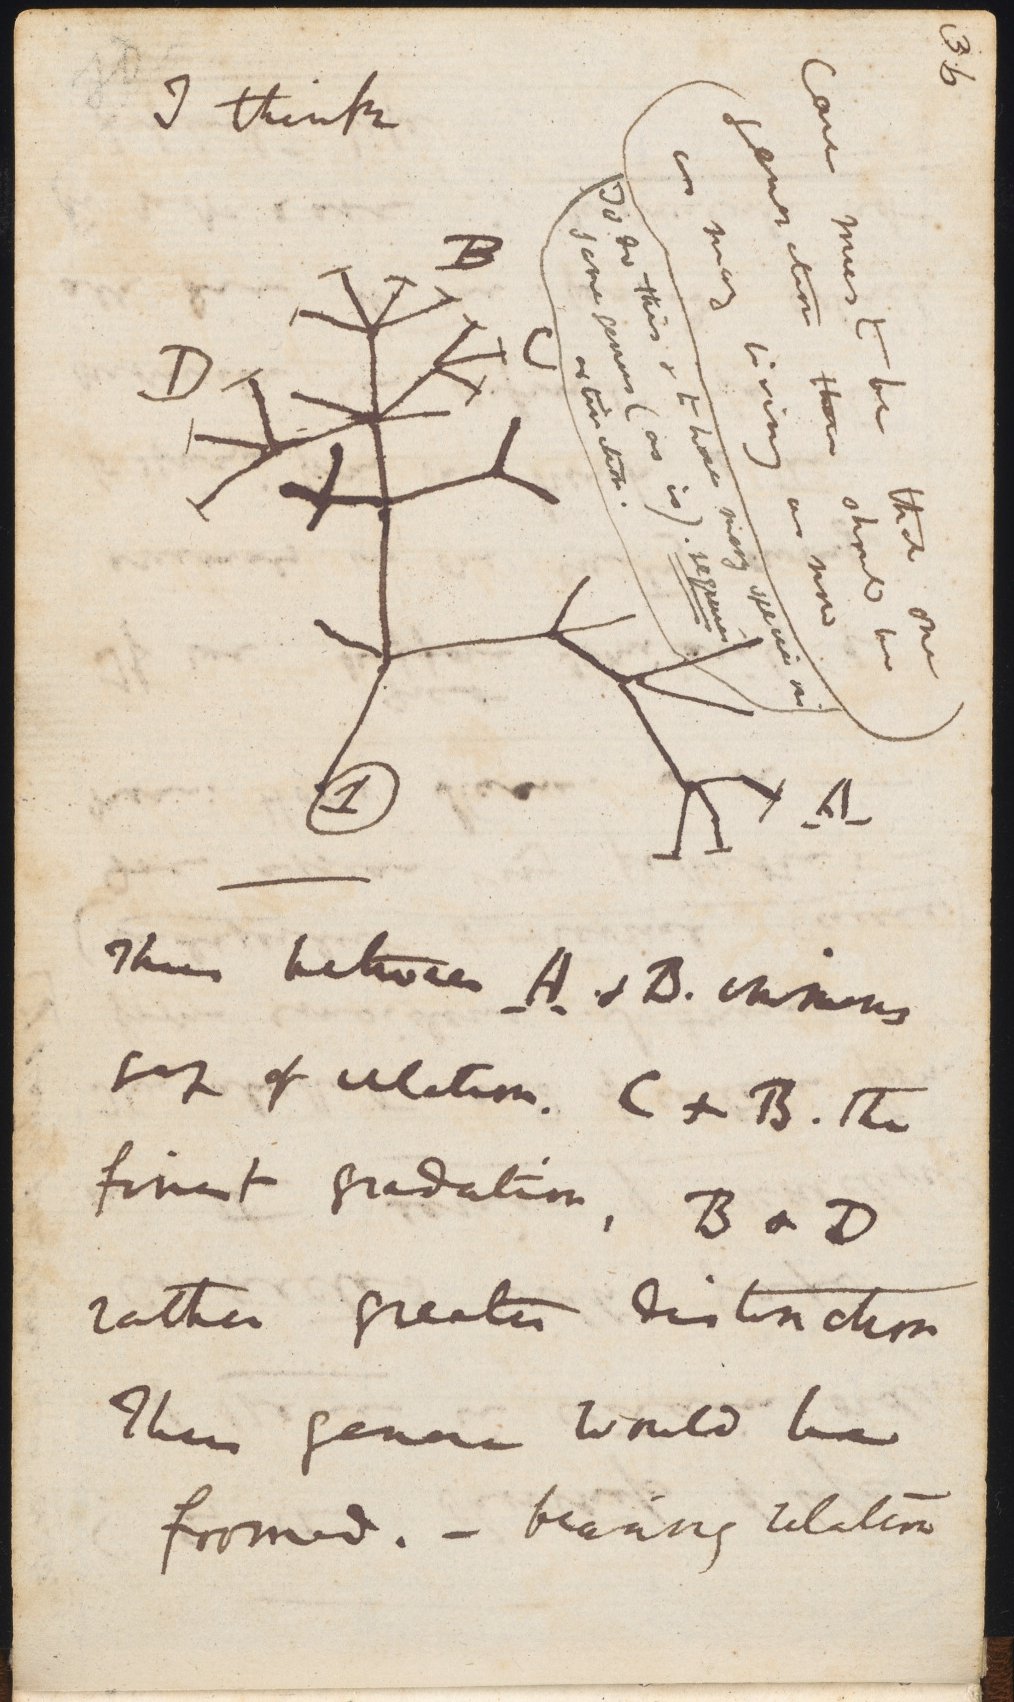 36
I think
Case must be that one
generation then should be
as many living as now
To do this & to have many species in
same genus (as is). requires
extinction.
B
C
D
A
1
Thus between A & B. immens
gap of relation. C & B. the
finest gradation, B & D
rather greater distinction
Thus genera would be
formed. — bearing relation